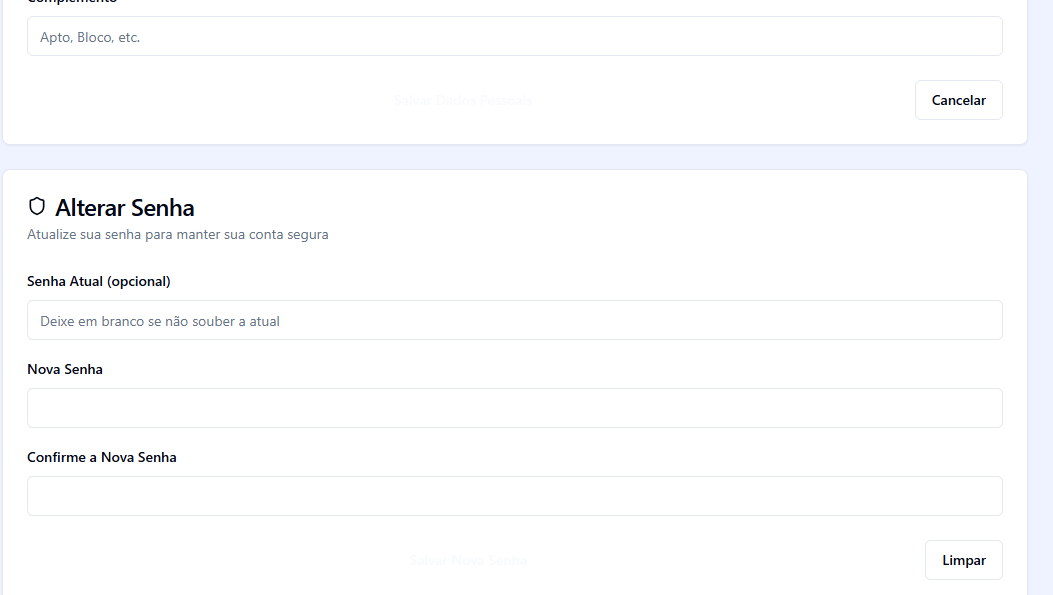 Complemento
Apto, Bloco, etc.
Salvar Dados Pessoais
Cancelar
Alterar Senha
Atualize sua senha para manter sua conta segura
Senha Atual (opcional)
Deixe em branco se não souber a atual
Nova Senha
Confirme a Nova Senha
Salvar Nova Senha
Limpar